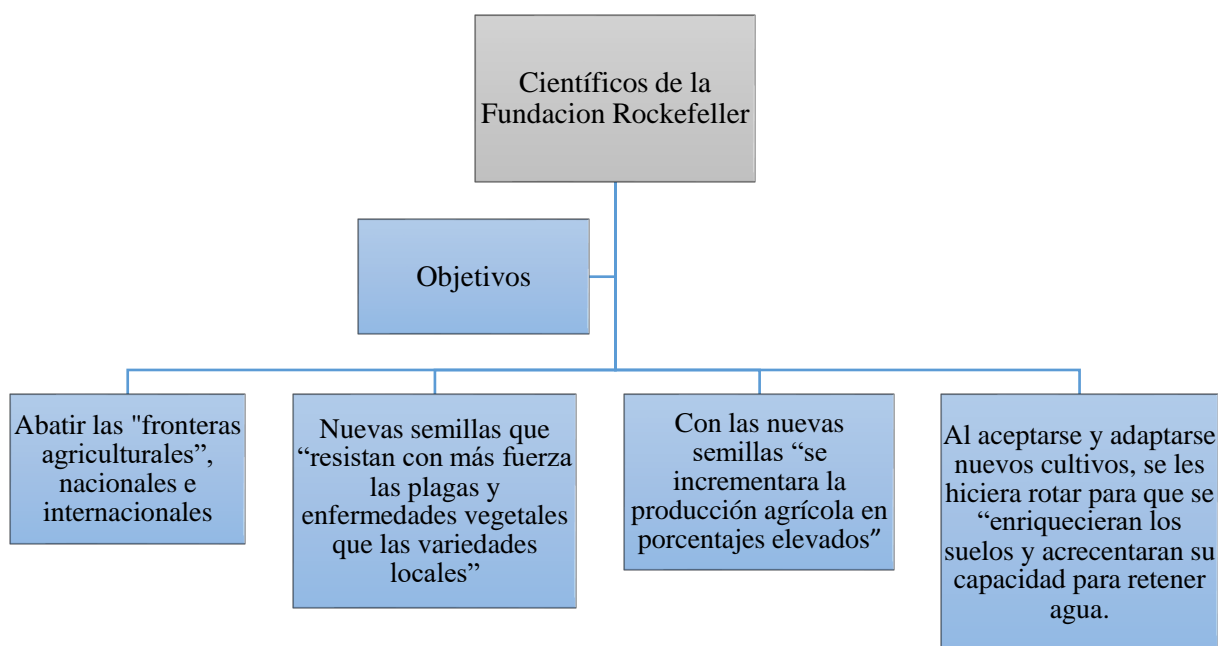 Científicos de la
Fundacion Rockefeller
Objetivos
Abatir las "fronteras
agriculturales”,
nacionales e
internacionales
Nuevas semillas que
“resistan con más fuerza
las plagas y
enfermedades vegetales
que las variedades
locales”
Con las nuevas
semillas “se
incrementara la
producción agrícola en
porcentajes elevados”
Al aceptarse y adaptarse
nuevos cultivos, se les
hiciera rotar para que se
“enriquecieran los
suelos y acrecentaran su
capacidad para retener
agua.